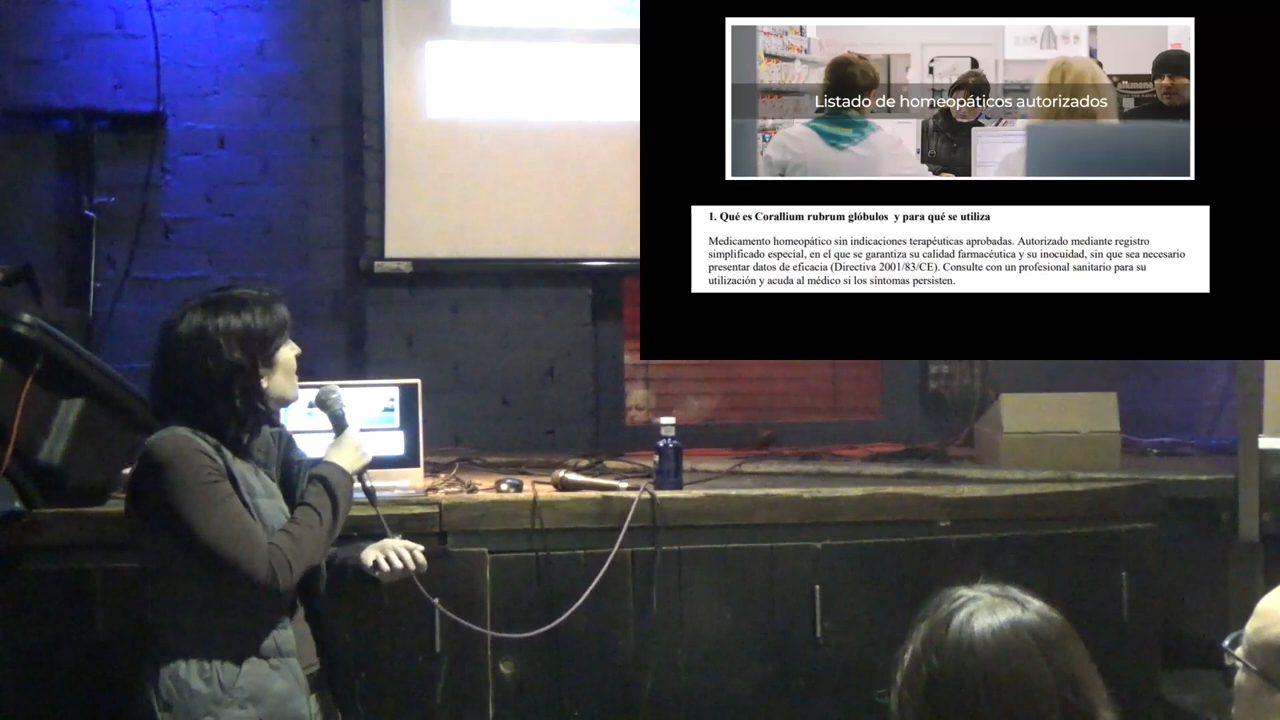 Listado de homeopáticos autorizados
1. Qué es Corallium rubrum glóbulos y para qué se utiliza
Medicamento homeopático sin indicaciones terapéuticas aprobadas. Autorizado mediante registro
simplificado especial, en el que se garantiza su calidad farmacéutica y su inocuidad, sin que sea necesario
presentar datos de eficacia (Directiva 2001/83/CE). Consulte con un profesional sanitario para su
utilización y acuda al médico si los síntomas persisten.